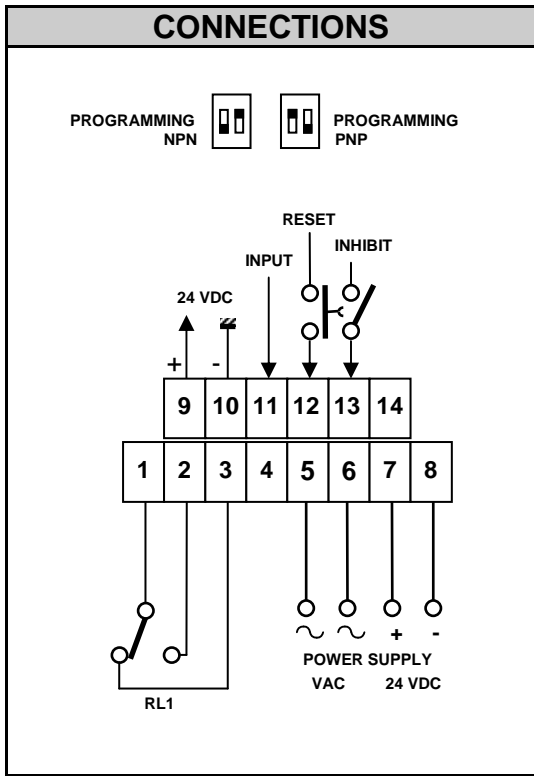 CONNECTIONS
PROGRAMMING
NPN
PROGRAMMING
PNP
RESET
INHIBIT
INPUT
24 VDC
+ -
9 10 11 12 13 14
1 2 3 4 5 6 7 8
+ -
POWER SUPPLY
VAC 24 VDC
RL1